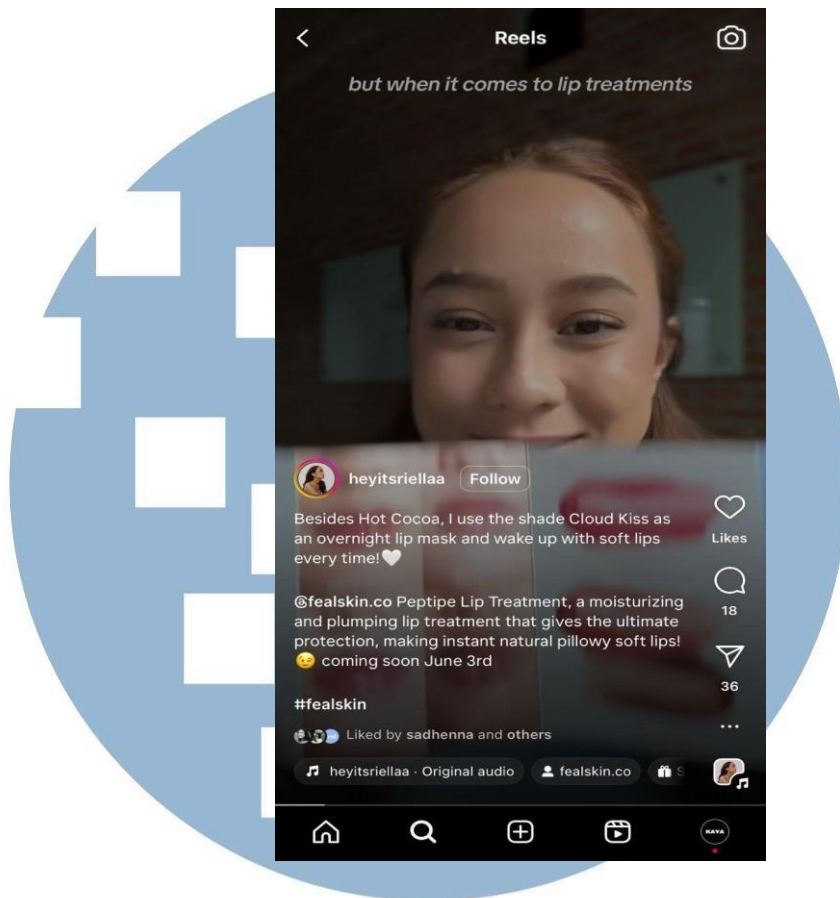 Reels
but when it comes to lip treatments
heyitsriellaa Follow
Besides Hot Cocoa, I use the shade Cloud Kiss as
an overnight lip mask and wake up with soft lips
every time!🤍
Likes
@fealskin.co Peptipe Lip Treatment, a moisturizing
and plumping lip treatment that gives the ultimate
protection, making instant natural pillowy soft lips!
😉 coming soon June 3rd
18
36
#fealskin
Liked by sadhenna and others
heyitsriellaa · Original audio
fealskin.co
S
KAYA